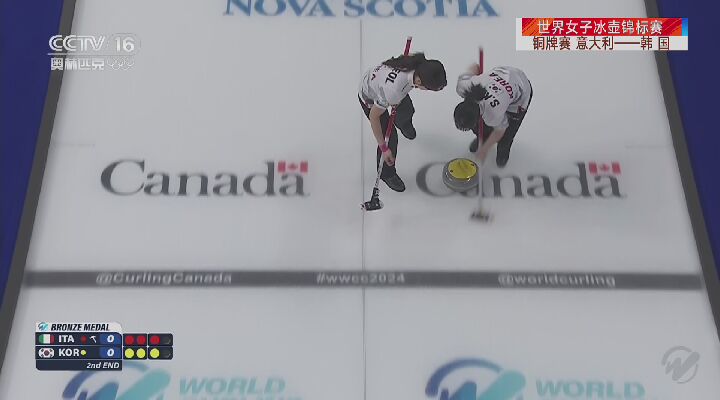 NOVA SCOTIA
CCTV 16
奥林匹克
世界女子冰壶锦标赛
铜牌赛 意大利——韩 国
KOREA
Canada
Canada
@CurlingCanada #wwcc2024 @worldcurling
BRONZE MEDAL
ITA 0
KOR 0
2nd END
WORLD
WORLD